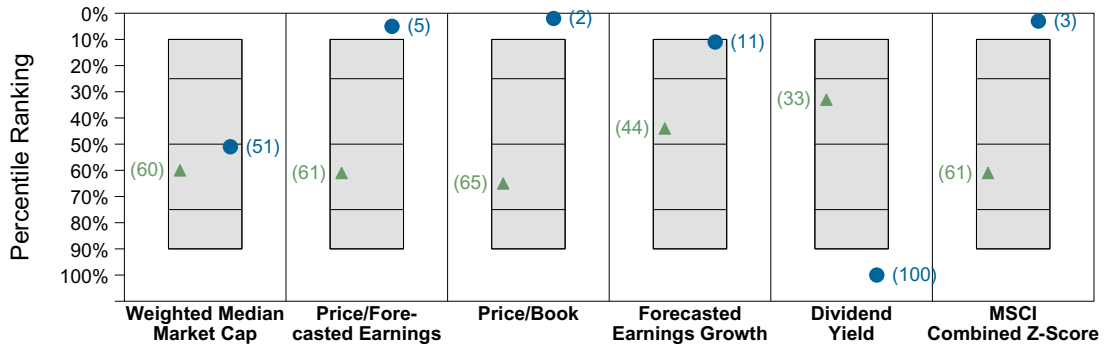 Percentile Ranking
0%
10%
20%
30%
40%
50%
60%
70%
80%
90%
100%
(60)
(51)
(61)
(5)
(65)
(2)
(44)
(11)
(33)
(100)
(61)
(3)
Weighted Median
Market Cap
Price/Fore-
casted Earnings
Price/Book
Forecasted
Earnings Growth
Dividend
Yield
MSCI
Combined Z-Score